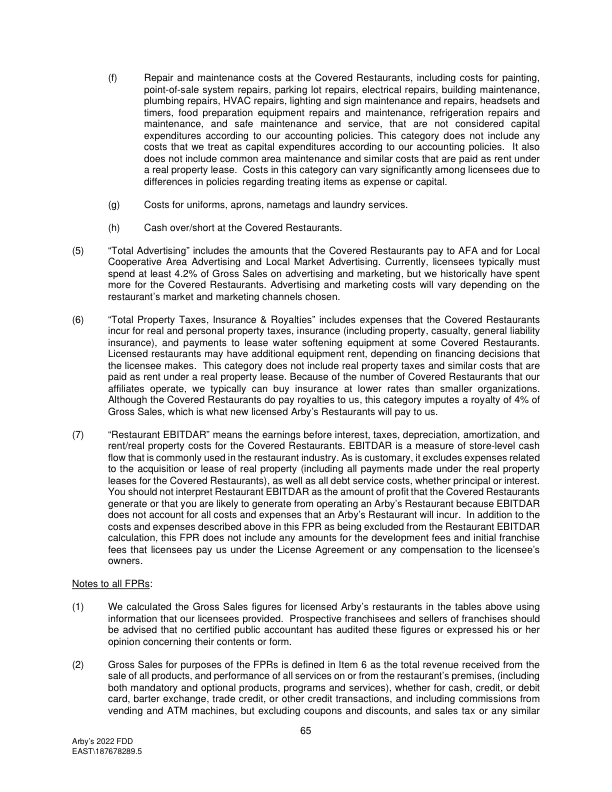 (f) Repair and maintenance costs at the Covered Restaurants, including costs for painting,
point-of-sale system repairs, parking lot repairs, electrical repairs, building maintenance,
plumbing repairs, HVAC repairs, lighting and sign maintenance and repairs, headsets and
timers, food preparation equipment repairs and maintenance, refrigeration repairs and
maintenance, and safe maintenance and service, that are not considered capital
expenditures according to our accounting policies. This category does not include any
costs that we treat as capital expenditures according to our accounting policies. It also
does not include common area maintenance and similar costs that are paid as rent under
a real property lease. Costs in this category can vary significantly among licensees due to
differences in policies regarding treating items as expense or capital.
(g) Costs for uniforms, aprons, nametags and laundry services.
(h) Cash over/short at the Covered Restaurants.
(5) “Total Advertising” includes the amounts that the Covered Restaurants pay to AFA and for Local
Cooperative Area Advertising and Local Market Advertising. Currently, licensees typically must
spend at least 4.2% of Gross Sales on advertising and marketing, but we historically have spent
more for the Covered Restaurants. Advertising and marketing costs will vary depending on the
restaurant’s market and marketing channels chosen.
(6) “Total Property Taxes, Insurance & Royalties” includes expenses that the Covered Restaurants
incur for real and personal property taxes, insurance (including property, casualty, general liability
insurance), and payments to lease water softening equipment at some Covered Restaurants.
Licensed restaurants may have additional equipment rent, depending on financing decisions that
the licensee makes. This category does not include real property taxes and similar costs that are
paid as rent under a real property lease. Because of the number of Covered Restaurants that our
affiliates operate, we typically can buy insurance at lower rates than smaller organizations.
Although the Covered Restaurants do pay royalties to us, this category imputes a royalty of 4% of
Gross Sales, which is what new licensed Arby’s Restaurants will pay to us.
(7) “Restaurant EBITDAR” means the earnings before interest, taxes, depreciation, amortization, and
rent/real property costs for the Covered Restaurants. EBITDAR is a measure of store-level cash
flow that is commonly used in the restaurant industry. As is customary, it excludes expenses related
to the acquisition or lease of real property (including all payments made under the real property
leases for the Covered Restaurants), as well as all debt service costs, whether principal or interest.
You should not interpret Restaurant EBITDAR as the amount of profit that the Covered Restaurants
generate or that you are likely to generate from operating an Arby’s Restaurant because EBITDAR
does not account for all costs and expenses that an Arby’s Restaurant will incur. In addition to the
costs and expenses described above in this FPR as being excluded from the Restaurant EBITDAR
calculation, this FPR does not include any amounts for the development fees and initial franchise
fees that licensees pay us under the License Agreement or any compensation to the licensee’s
owners.
Notes to all FPRs:
(1) We calculated the Gross Sales figures for licensed Arby’s restaurants in the tables above using
information that our licensees provided. Prospective franchisees and sellers of franchises should
be advised that no certified public accountant has audited these figures or expressed his or her
opinion concerning their contents or form.
(2) Gross Sales for purposes of the FPRs is defined in Item 6 as the total revenue received from the
sale of all products, and performance of all services on or from the restaurant’s premises, (including
both mandatory and optional products, programs and services), whether for cash, credit, or debit
card, barter exchange, trade credit, or other credit transactions, and including commissions from
vending and ATM machines, but excluding coupons and discounts, and sales tax or any similar
65
Arby’s 2022 FDD
EAST\187678289.5